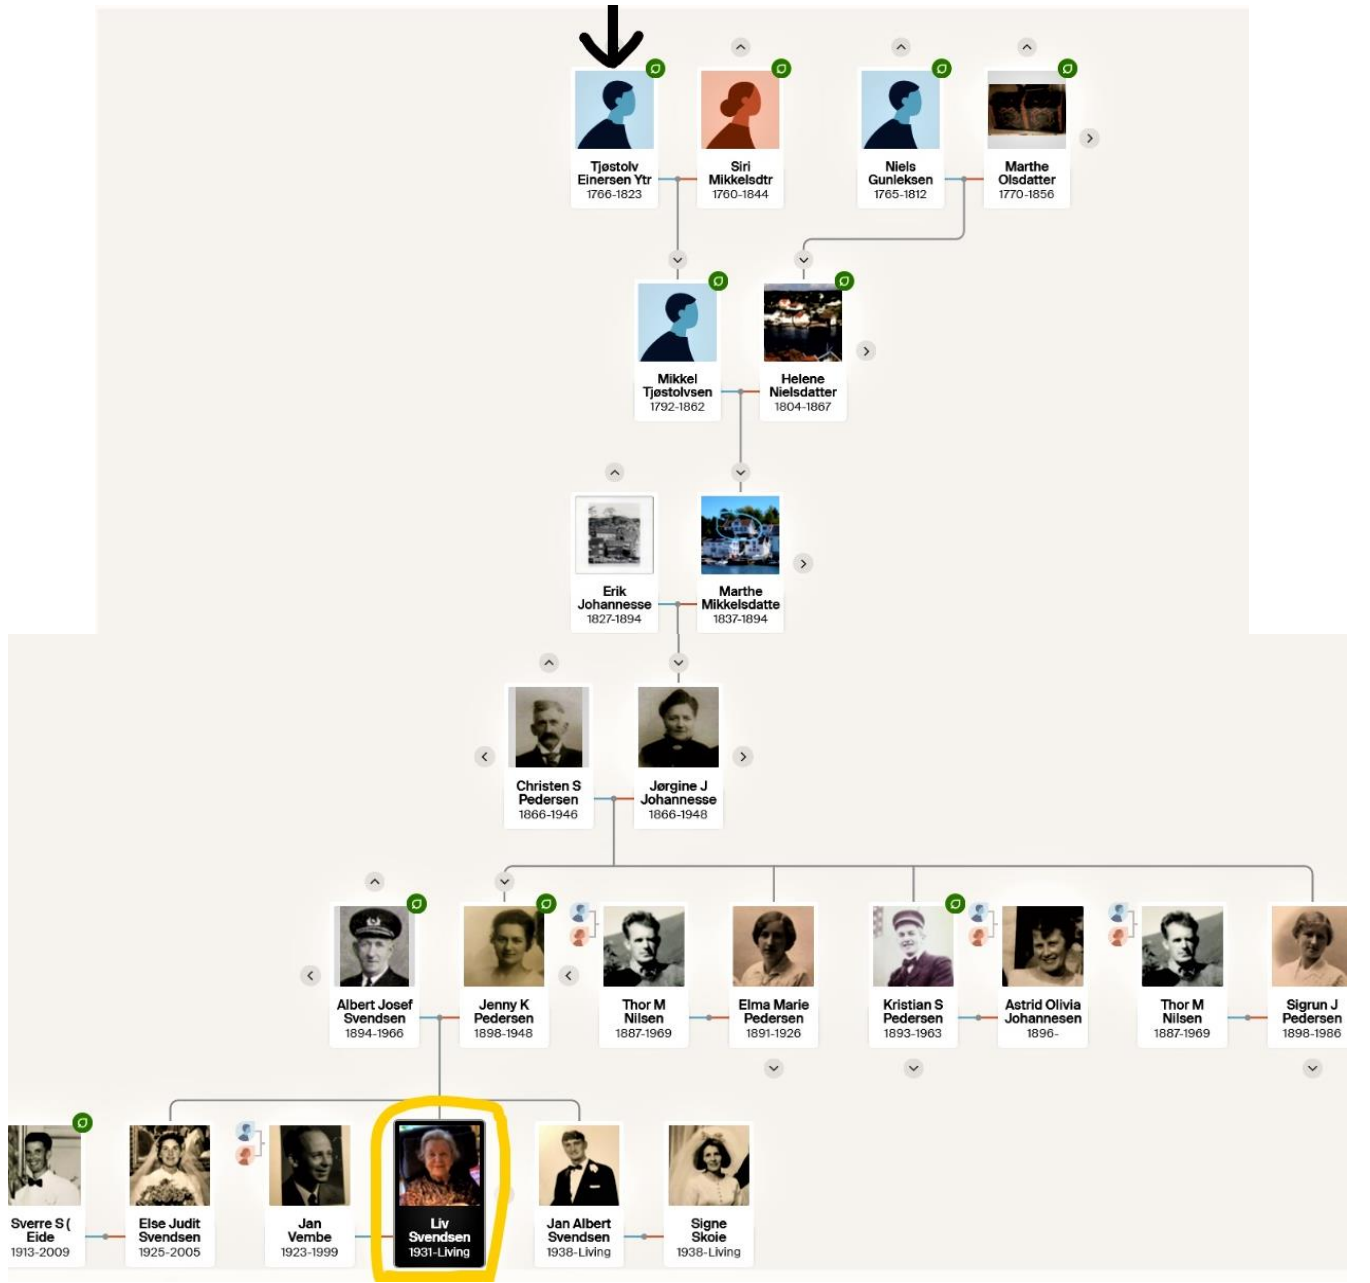 Tjøstolv
Einersen Ytr
1766-1823
Siri
Mikkelsdtr
1760-1844
Niels
Gunleksen
1765-1812
Marthe
Olsdatter
1770-1856
Mikkel
Tjøstolvsen
1792-1862
Helene
Nielsdatter
1804-1867
Erik
Johannesse
1827-1894
Marthe
Mikkelsdatte
1837-1894
Christen S
Pedersen
1866-1946
Jørgine J
Johannesse
1866-1948
Albert Josef
Svendsen
1894-1966
Jenny K
Pedersen
1898-1948
Thor M
Nilsen
1887-1969
Elma Marie
Pedersen
1891-1926
Kristian S
Pedersen
1893-1963
Astrid Olivia
Johannesen
1896-
Thor M
Nilsen
1887-1969
Sigrun J
Pedersen
1898-1986
Sverre S (
Eide
1913-2009
Else Judit
Svendsen
1925-2005
Jan
Vembe
1923-1999
Liv
Svendsen
1931-Living
Jan Albert
Svendsen
1938-Living
Signe
Skoie
1938-Living